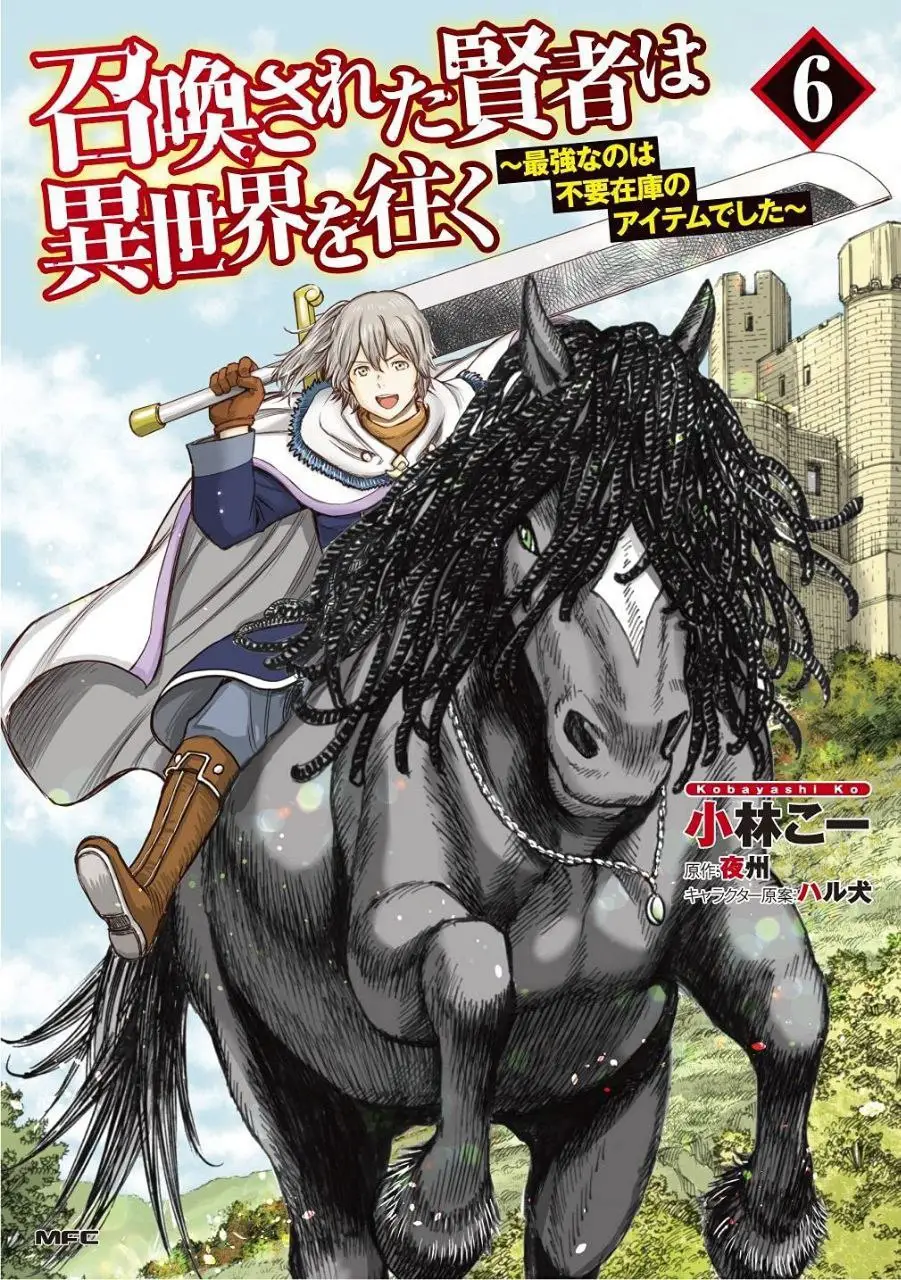 召喚された賢者は
異世界を往く
～最強なのは
不要在庫の
アイテムでした～
6
Kobayashi Ko
小林こー
原作:夜州
キャラクター原案:ハル犬
MFC